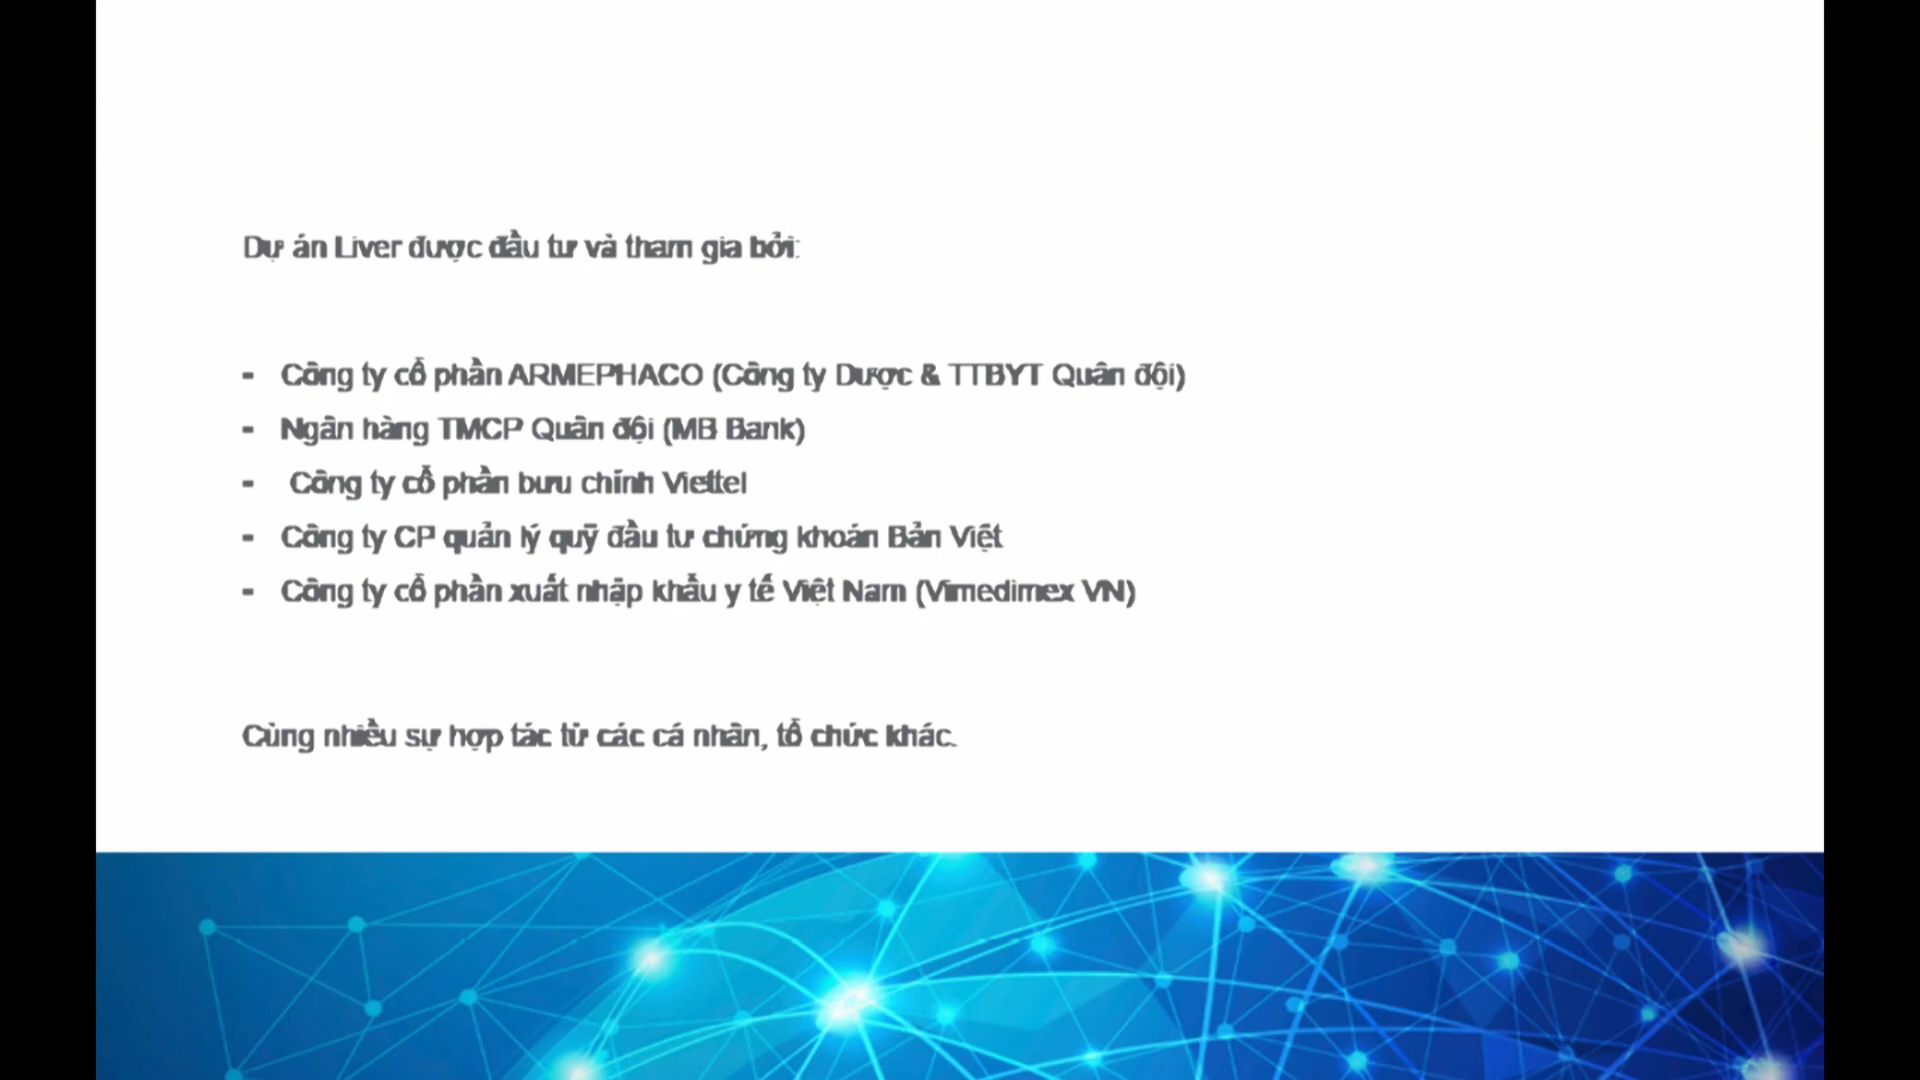 Dự án Liver được đầu tư và tham gia bởi:
- Công ty cổ phần ARMEPHACO (Công ty Dược & TTBYT Quân đội)
- Ngân hàng TMCP Quân đội (MB Bank)
- Công ty cổ phần bưu chính Viettel
- Công ty CP quản lý quỹ đầu tư chứng khoán Bản Việt
- Công ty cổ phần xuất nhập khẩu y tế Việt Nam (Vimedimex VN)
Cùng nhiều sự hợp tác từ các cá nhân, tổ chức khác.